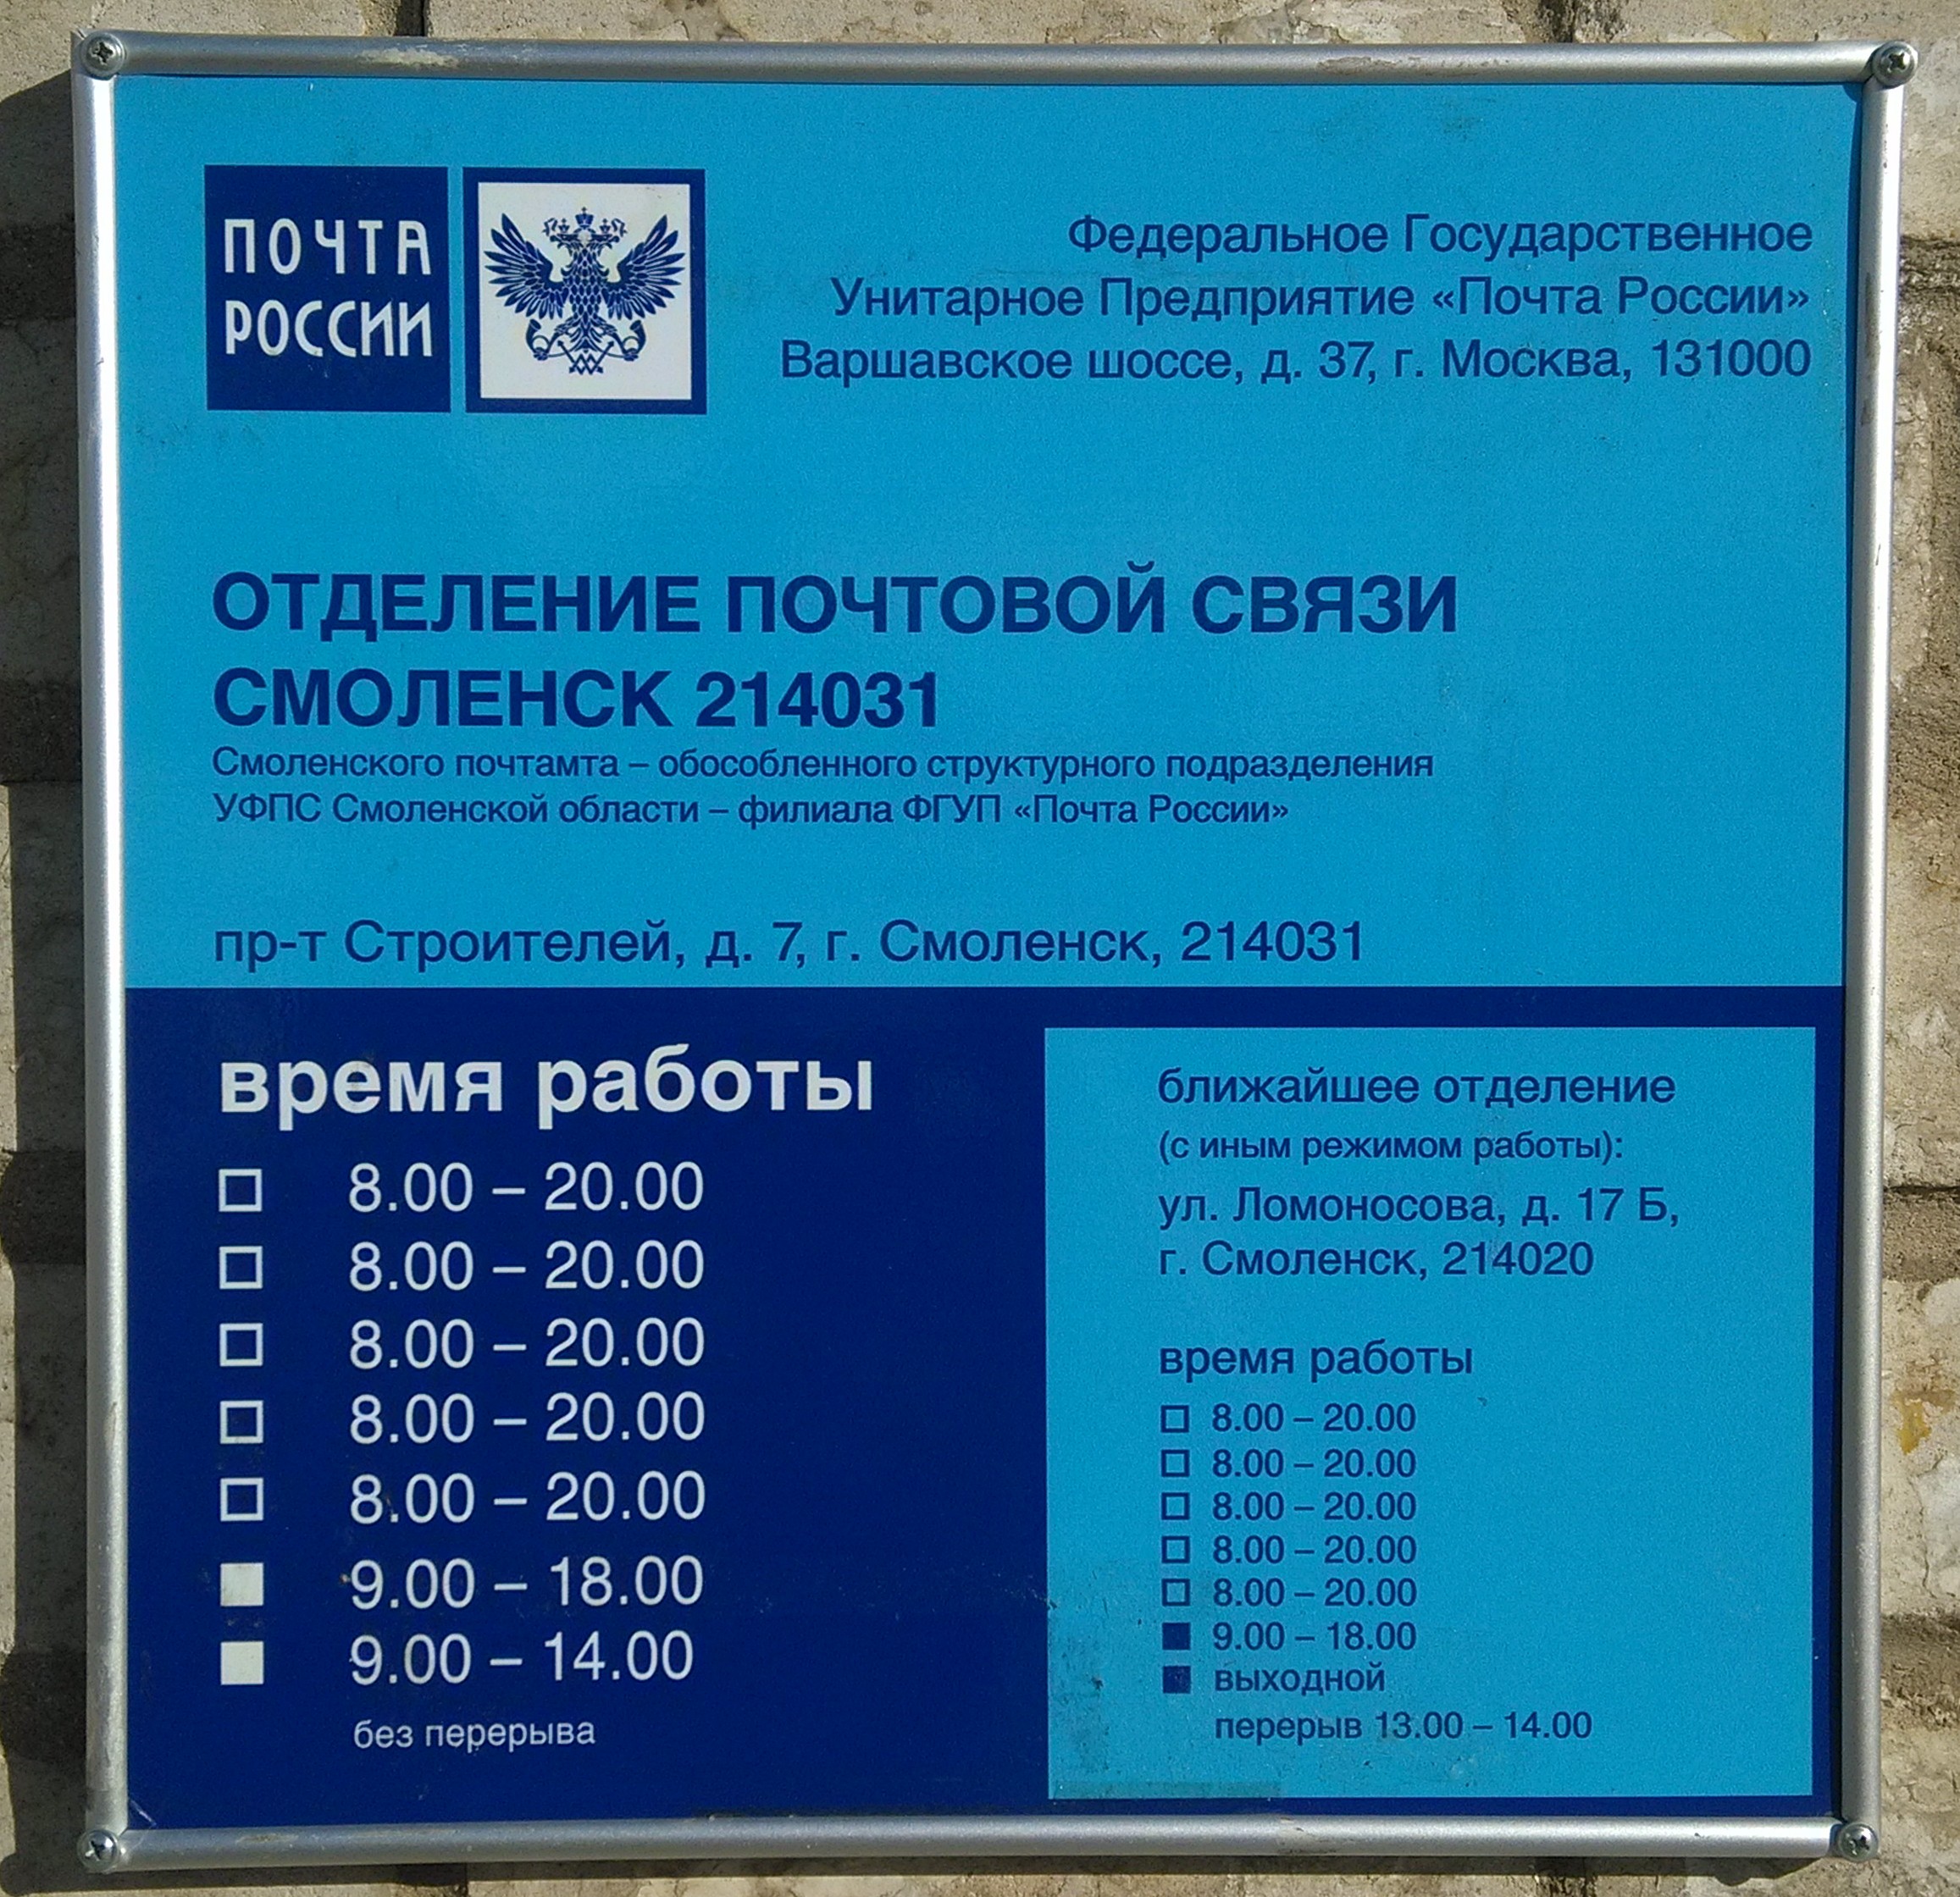 ПОЧТА
РОССИИ
Федеральное Государственное
Унитарное Предприятие «Почта России»
Варшавское шоссе, д. 37, г. Москва, 131000
ОТДЕЛЕНИЕ ПОЧТОВОЙ СВЯЗИ
СМОЛЕНСК 214031
Смоленского почтамта – обособленного структурного подразделения
УФПС Смоленской области – филиала ФГУП «Почта России»
пр-т Строителей, д. 7, г. Смоленск, 214031
время работы
8.00 – 20.00
8.00 – 20.00
8.00 – 20.00
8.00 – 20.00
8.00 – 20.00
9.00 – 18.00
9.00 – 14.00
без перерыва
ближайшее отделение
(с иным режимом работы):
ул. Ломоносова, д. 17 Б,
г. Смоленск, 214020
время работы
8.00 – 20.00
8.00 – 20.00
8.00 – 20.00
8.00 – 20.00
8.00 – 20.00
9.00 – 18.00
выходной
перерыв 13.00 – 14.00